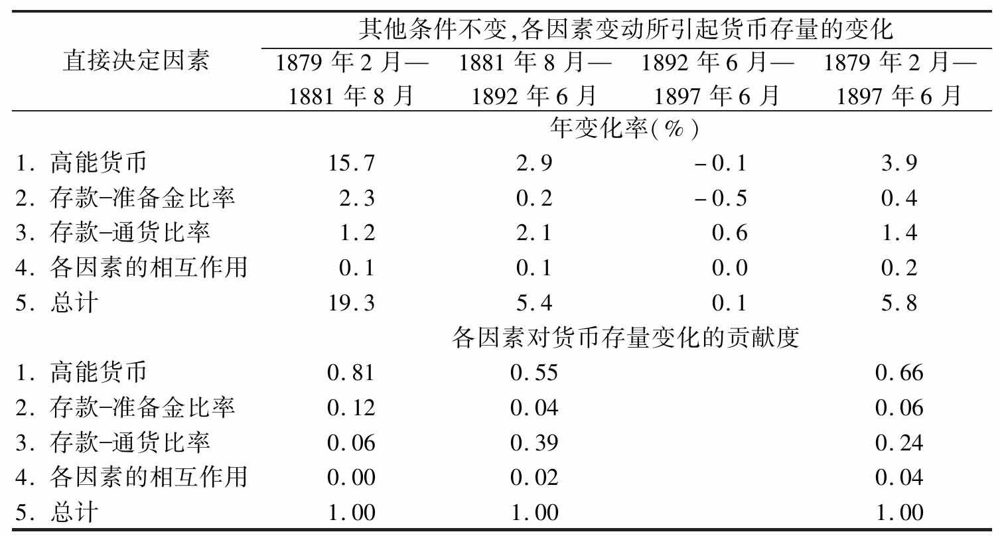 其他条件不变,各因素变动所引起货币存量的变化
直接决定因素
1879 年 2 月— 1881 年 8 月— 1892 年 6 月— 1879 年 2 月—
1881 年 8 月 1892 年 6 月 1897 年 6 月 1897 年 6 月
年变化率(%)
1. 高能货币 15.7 2.9 -0.1 3.9
2. 存款-准备金比率 2.3 0.2 -0.5 0.4
3. 存款-通货比率 1.2 2.1 0.6 1.4
4. 各因素的相互作用 0.1 0.1 0.0 0.2
5. 总计 19.3 5.4 0.1 5.8
各因素对货币存量变化的贡献度
1. 高能货币 0.81 0.55 0.66
2. 存款-准备金比率 0.12 0.04 0.06
3. 存款-通货比率 0.06 0.39 0.24
4. 各因素的相互作用 0.00 0.02 0.04
5. 总计 1.00 1.00 1.00